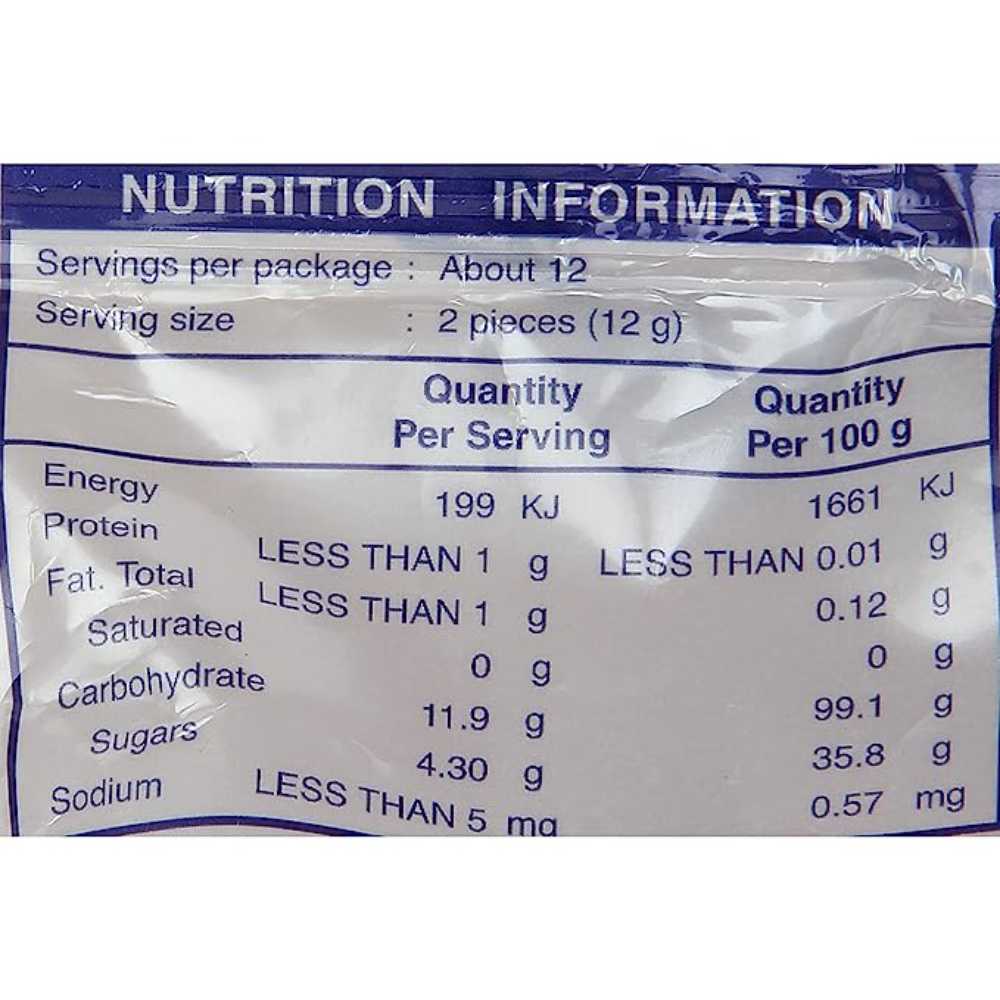 NUTRITION INFORMATION
Servings per package : About 12
Serving size : 2 pieces (12 g)
Quantity Per Serving Quantity Per 100 g
Energy 199 KJ 1661 KJ
Protein LESS THAN 1 g LESS THAN 0.01 g
Fat. Total LESS THAN 1 g 0.12 g
Saturated 0 g 0 g
Carbohydrate 11.9 g 99.1 g
Sugars 4.30 g 35.8 g
Sodium LESS THAN 5 mg 0.57 mg